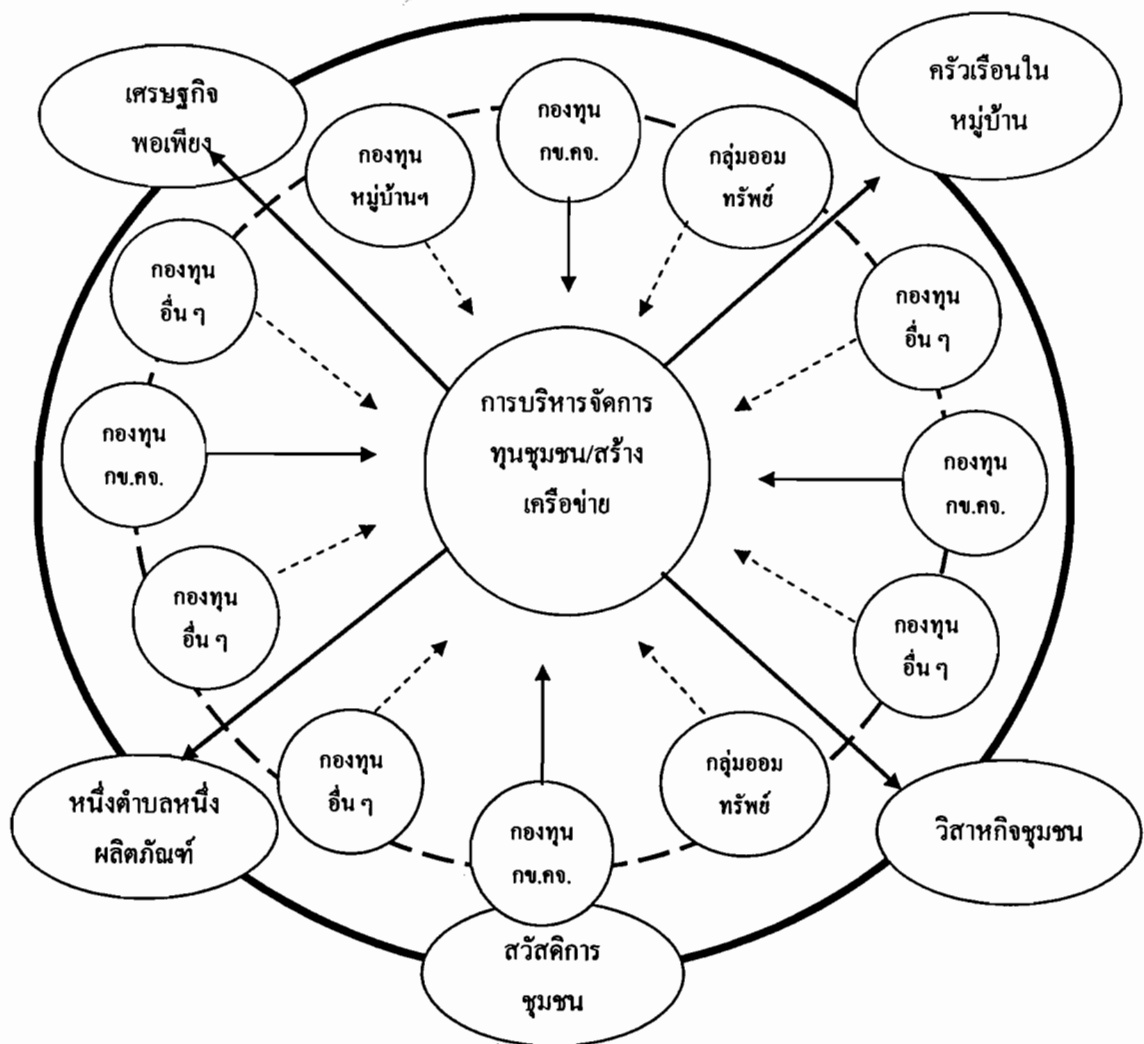 เศรษฐกิจ
พอเพียง
ครัวเรือนใน
หมู่บ้าน
กองทุน
หมู่บ้านฯ
กองทุน
กข.คจ.
กลุ่มออม
ทรัพย์
กองทุน
อื่น ๆ
กองทุน
อื่น ๆ
กองทุน
กข.คจ.
การบริหารจัดการ
ทุนชุมชน/สร้าง
เครือข่าย
กองทุน
กข.คจ.
กองทุน
อื่น ๆ
กองทุน
อื่น ๆ
กองทุน
อื่น ๆ
กลุ่มออม
ทรัพย์
หนึ่งตำบลหนึ่ง
ผลิตภัณฑ์
กองทุน
กข.คจ.
วิสาหกิจชุมชน
สวัสดิการ
ชุมชน